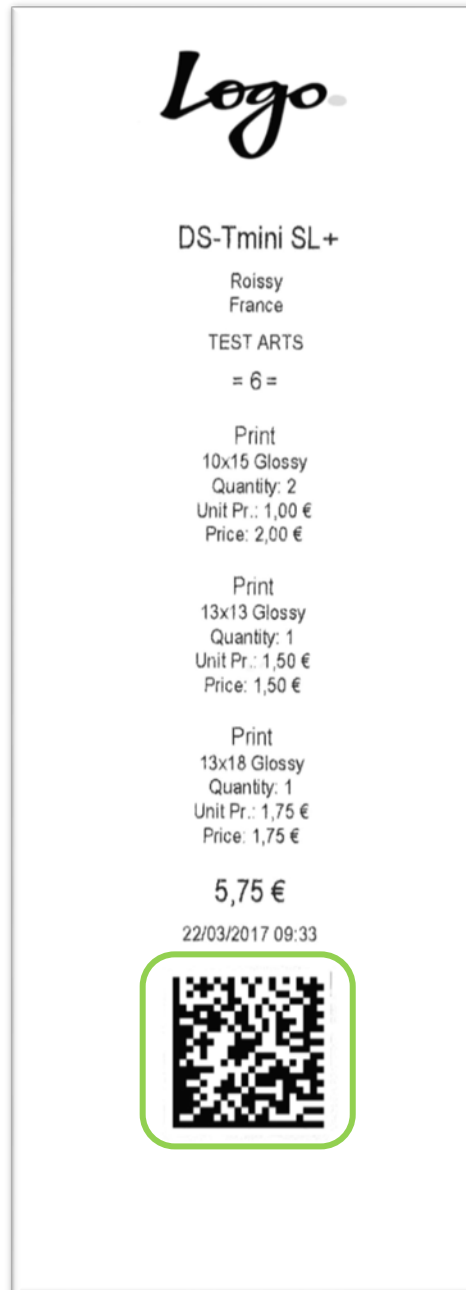 Logo
DS-Tmini SL+
Roissy
France
TEST ARTS
= 6 =
Print
10x15 Glossy
Quantity: 2
Unit Pr.: 1,00 €
Price: 2,00 €
Print
13x13 Glossy
Quantity: 1
Unit Pr.: 1,50 €
Price: 1,50 €
Print
13x18 Glossy
Quantity: 1
Unit Pr.: 1,75 €
Price: 1,75 €
5,75 €
22/03/2017 09:33